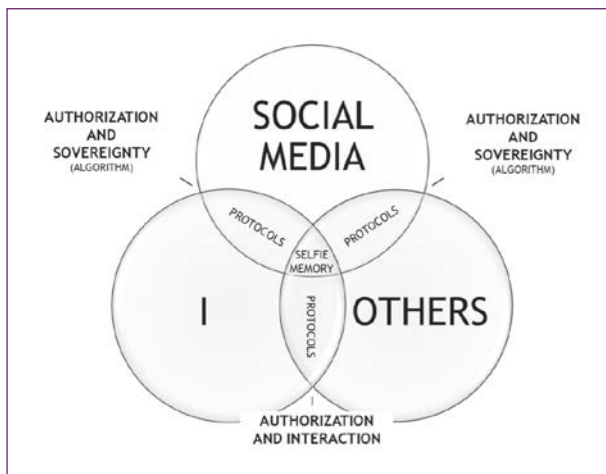 SOCIAL
MEDIA
AUTHORIZATION
AND
SOVEREIGNTY
(ALGORITHM)
AUTHORIZATION
AND
SOVEREIGNTY
(ALGORITHM)
PROTOCOLS
PROTOCOLS
SELFIE
MEMORY
I
PROTOCOLS
OTHERS
AUTHORIZATION
AND INTERACTION